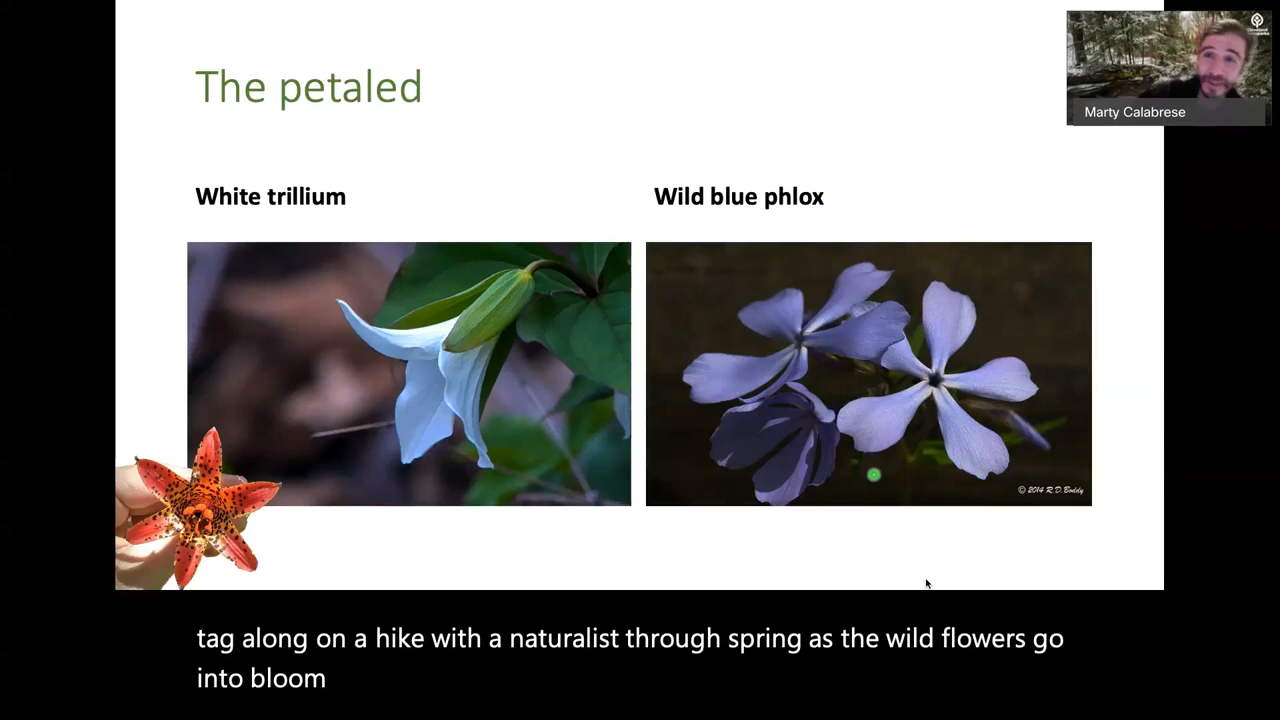 The petaled
Marty Calabrese
White trillium
Wild blue phlox
© 2014 R.D. Boddy
tag along on a hike with a naturalist through spring as the wild flowers go
into bloom